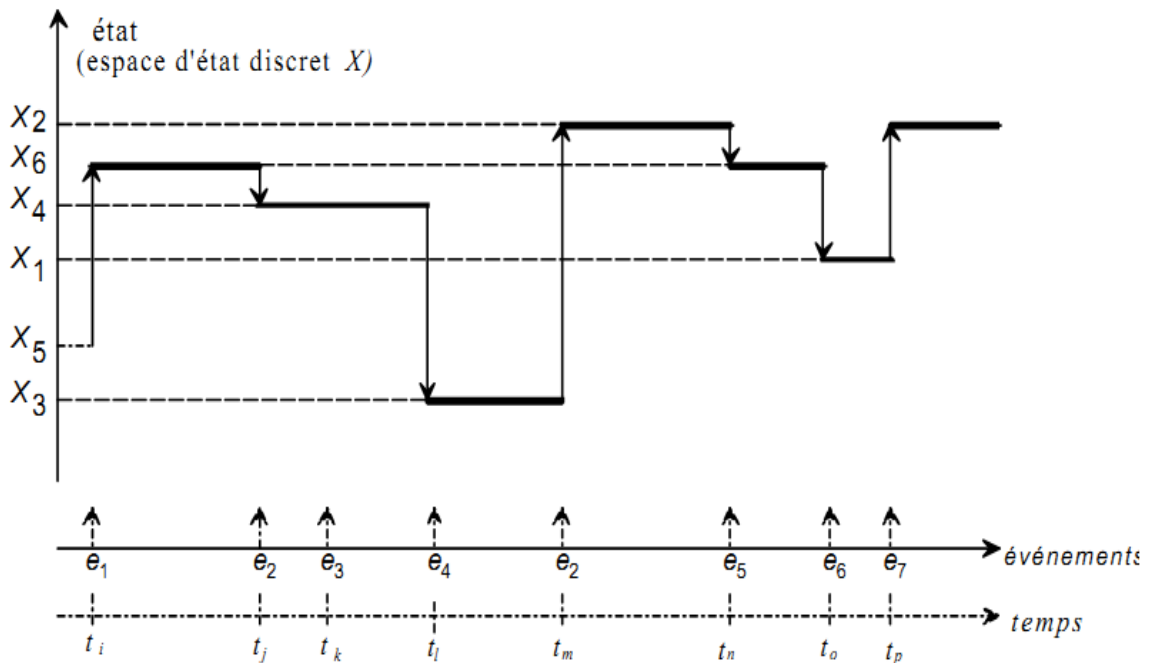 état
(espace d'état discret X)
X2
X6
X4
X1
X5
X3
e1 e2 e3 e4 e2 e5 e6 e7 événements
ti tj tk tl tm tn to tp temps